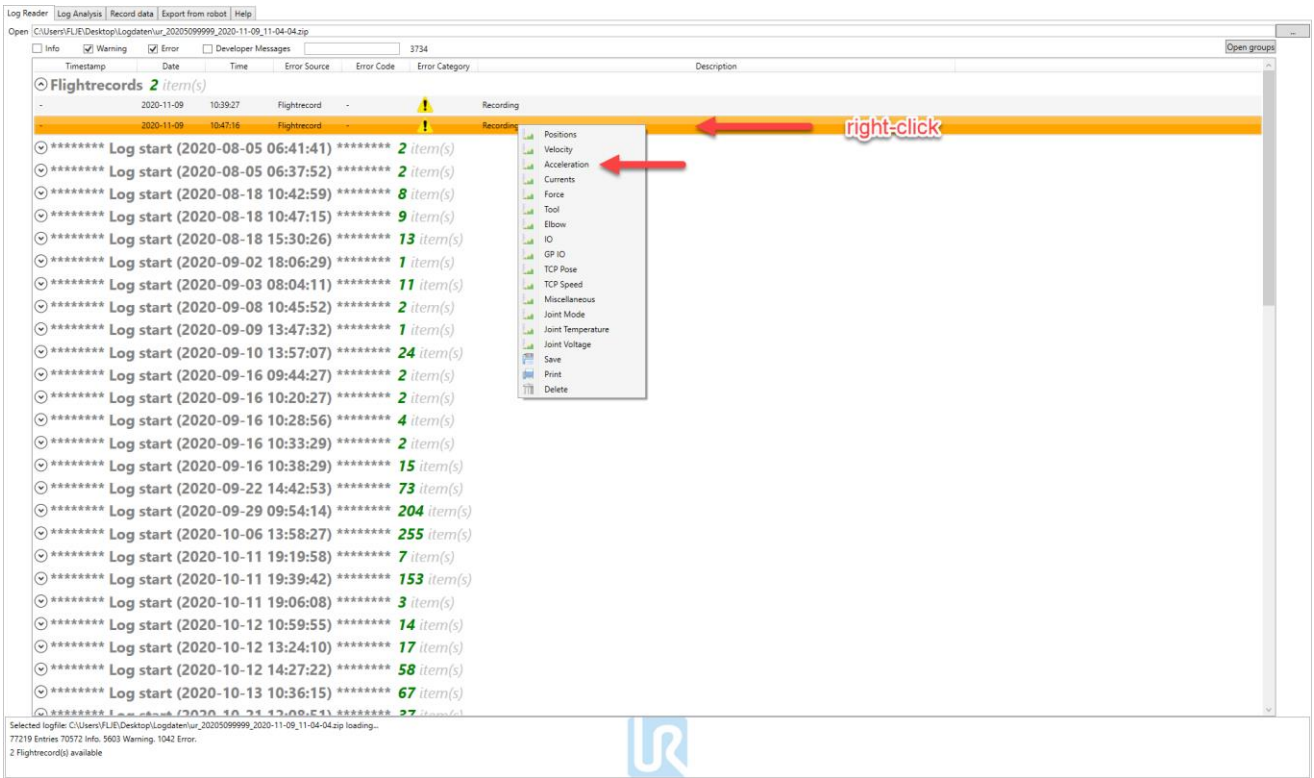 Log Reader Log Analysis Record data Export from robot Help
Open C:\Users\FLJE\Desktop\Logdaten\ur_20205099999_2020-11-09_11-04-04.zip ...
Info Warning Error Developer Messages 3734 Open groups
Timestamp Date Time Error Source Error Code Error Category Description
Flightrecords 2 item(s)
- 2020-11-09 10:39:27 Flightrecord - Recording
- 2020-11-09 10:47:16 Flightrecord - Recording
right-click
Positions
Velocity
Acceleration
Currents
Force
Tool
Elbow
IO
GP IO
TCP Pose
TCP Speed
Miscellaneous
Joint Mode
Joint Temperature
Joint Voltage
Save
Print
Delete
******** Log start (2020-08-05 06:41:41) ******** 2 item(s)
******** Log start (2020-08-05 06:37:52) ******** 2 item(s)
******** Log start (2020-08-18 10:42:59) ******** 8 item(s)
******** Log start (2020-08-18 10:47:15) ******** 9 item(s)
******** Log start (2020-08-18 15:30:26) ******** 13 item(s)
******** Log start (2020-09-02 18:06:29) ******** 1 item(s)
******** Log start (2020-09-03 08:04:11) ******** 11 item(s)
******** Log start (2020-09-08 10:45:52) ******** 2 item(s)
******** Log start (2020-09-09 13:47:32) ******** 1 item(s)
******** Log start (2020-09-10 13:57:07) ******** 24 item(s)
******** Log start (2020-09-16 09:44:27) ******** 2 item(s)
******** Log start (2020-09-16 10:20:27) ******** 2 item(s)
******** Log start (2020-09-16 10:28:56) ******** 4 item(s)
******** Log start (2020-09-16 10:33:29) ******** 2 item(s)
******** Log start (2020-09-16 10:38:29) ******** 15 item(s)
******** Log start (2020-09-22 14:42:53) ******** 73 item(s)
******** Log start (2020-09-29 09:54:14) ******** 204 item(s)
******** Log start (2020-10-06 13:58:27) ******** 255 item(s)
******** Log start (2020-10-11 19:19:58) ******** 7 item(s)
******** Log start (2020-10-11 19:39:42) ******** 153 item(s)
******** Log start (2020-10-11 19:06:08) ******** 3 item(s)
******** Log start (2020-10-12 10:59:55) ******** 14 item(s)
******** Log start (2020-10-12 13:24:10) ******** 17 item(s)
******** Log start (2020-10-12 14:27:22) ******** 58 item(s)
******** Log start (2020-10-13 10:36:15) ******** 67 item(s)
******** Log start (2020-10-21 12:08:51) ******** 27 item(s)
Selected logfile: C:\Users\FLJE\Desktop\Logdaten\ur_20205099999_2020-11-09_11-04-04.zip loading...
77219 Entries 70572 Info. 5603 Warning. 1042 Error.
2 Flightrecord(s) available
UR